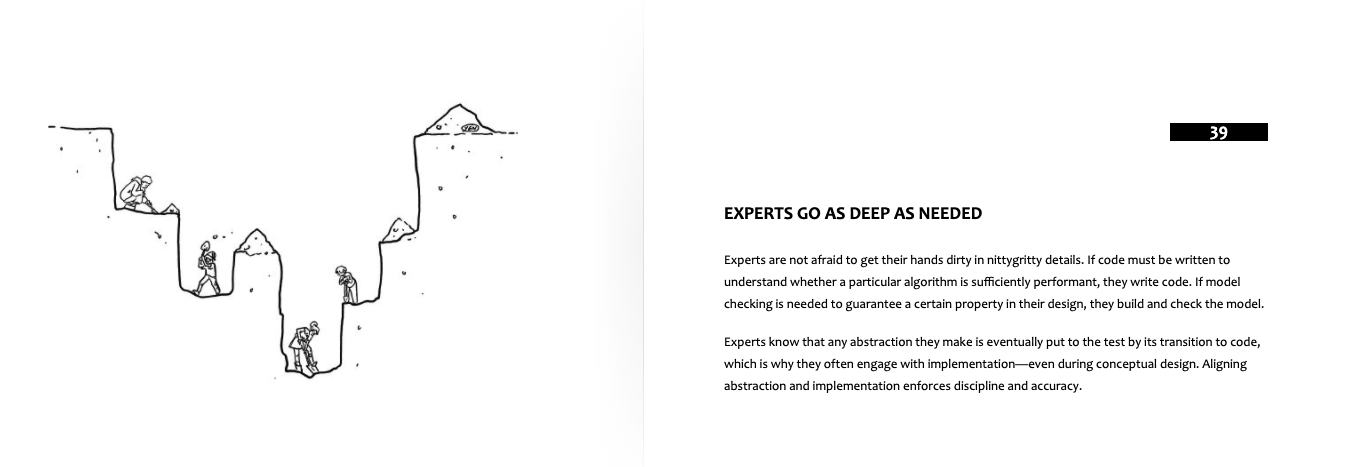 39
EXPERTS GO AS DEEP AS NEEDED
Experts are not afraid to get their hands dirty in nittygritty details. If code must be written to
understand whether a particular algorithm is sufficiently performant, they write code. If model
checking is needed to guarantee a certain property in their design, they build and check the model.
Experts know that any abstraction they make is eventually put to the test by its transition to code,
which is why they often engage with implementation—even during conceptual design. Aligning
abstraction and implementation enforces discipline and accuracy.